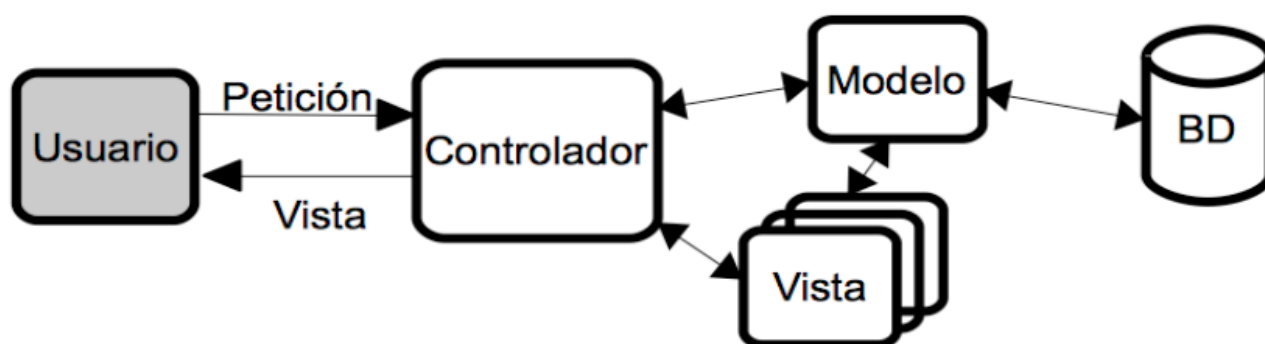 Usuario
Petición
Vista
Controlador
Modelo
Vista
BD